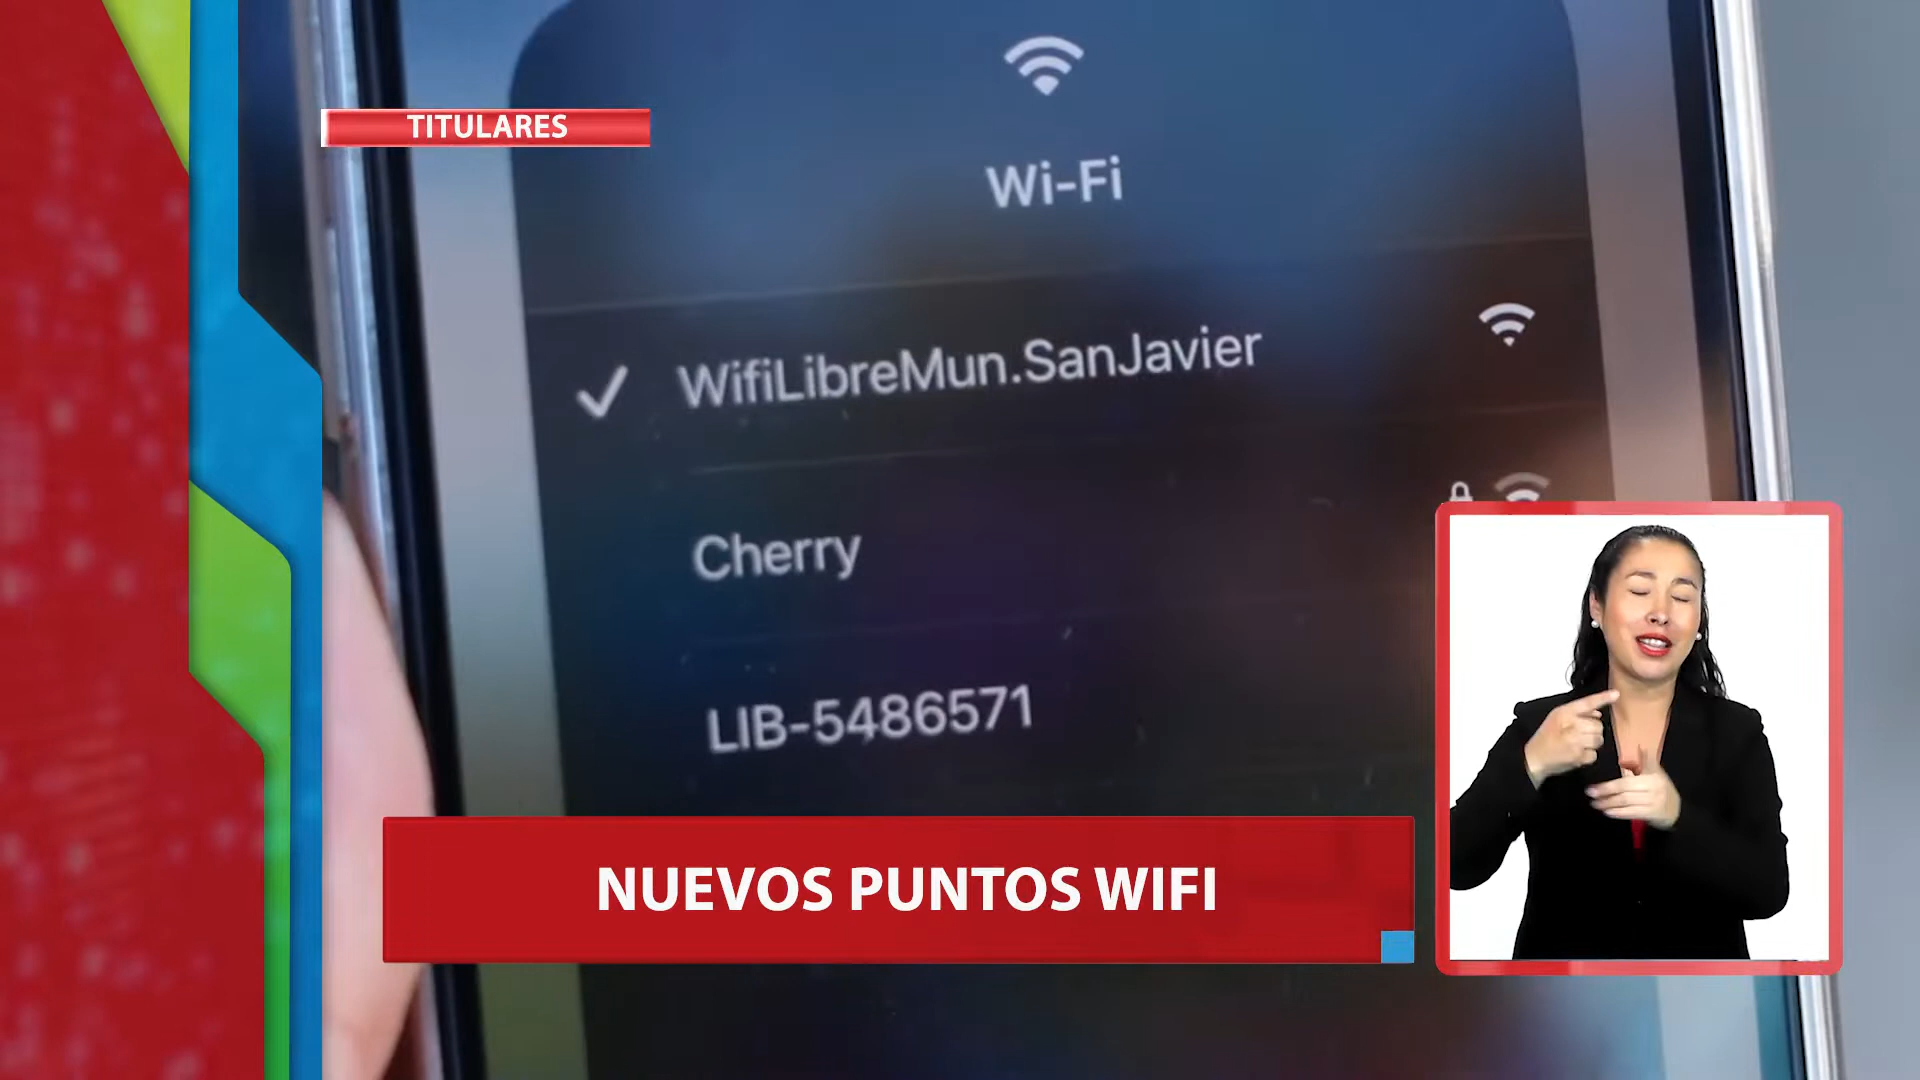 TITULARES
Wi-Fi
WifiLibreMun.SanJavier
Cherry
LIB-5486571
NUEVOS PUNTOS WIFI